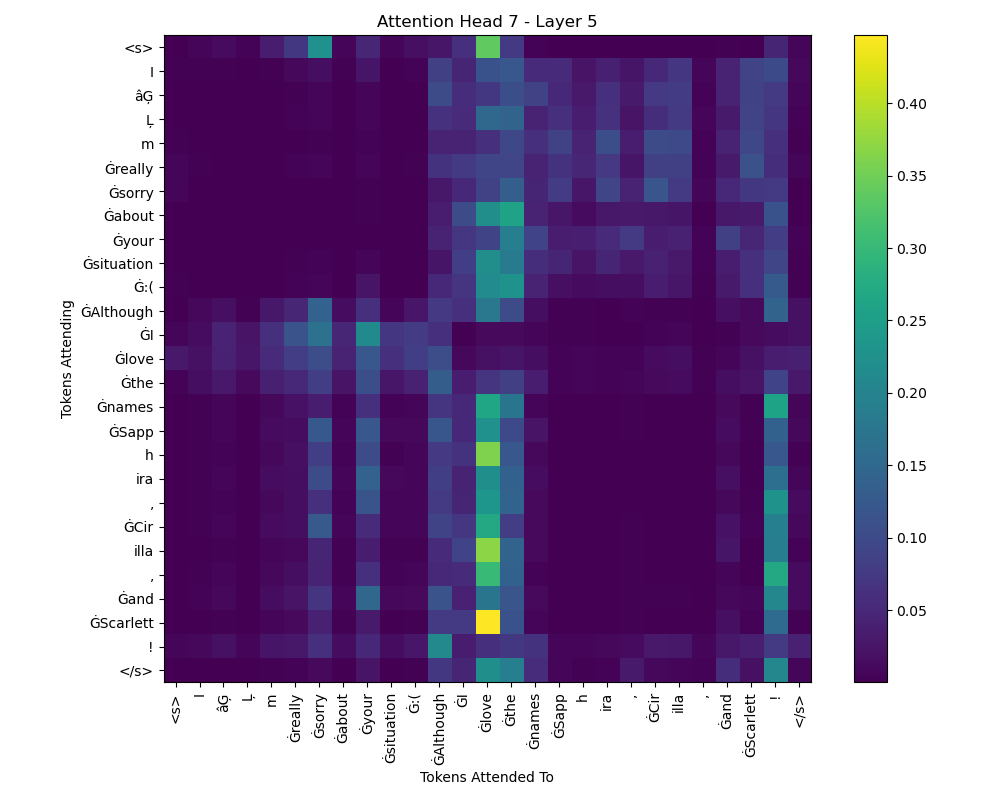 Attention Head 7 - Layer 5
<s>
I
âĢ
Ļ
m
Ġreally
Ġsorry
Ġabout
Ġyour
Ġsituation
Ġ:(
ĠAlthough
ĠI
Ġlove
Ġthe
Ġnames
ĠSapp
h
ira
,
ĠCir
illa
,
Ġand
ĠScarlett
!
</s>
Tokens Attending
<s>
I
âĢ
Ļ
m
Ġreally
Ġsorry
Ġabout
Ġyour
Ġsituation
Ġ:(
ĠAlthough
ĠI
Ġlove
Ġthe
Ġnames
ĠSapp
h
ira
,
ĠCir
illa
,
Ġand
ĠScarlett
!
</s>
Tokens Attended To
0.40
0.35
0.30
0.25
0.20
0.15
0.10
0.05